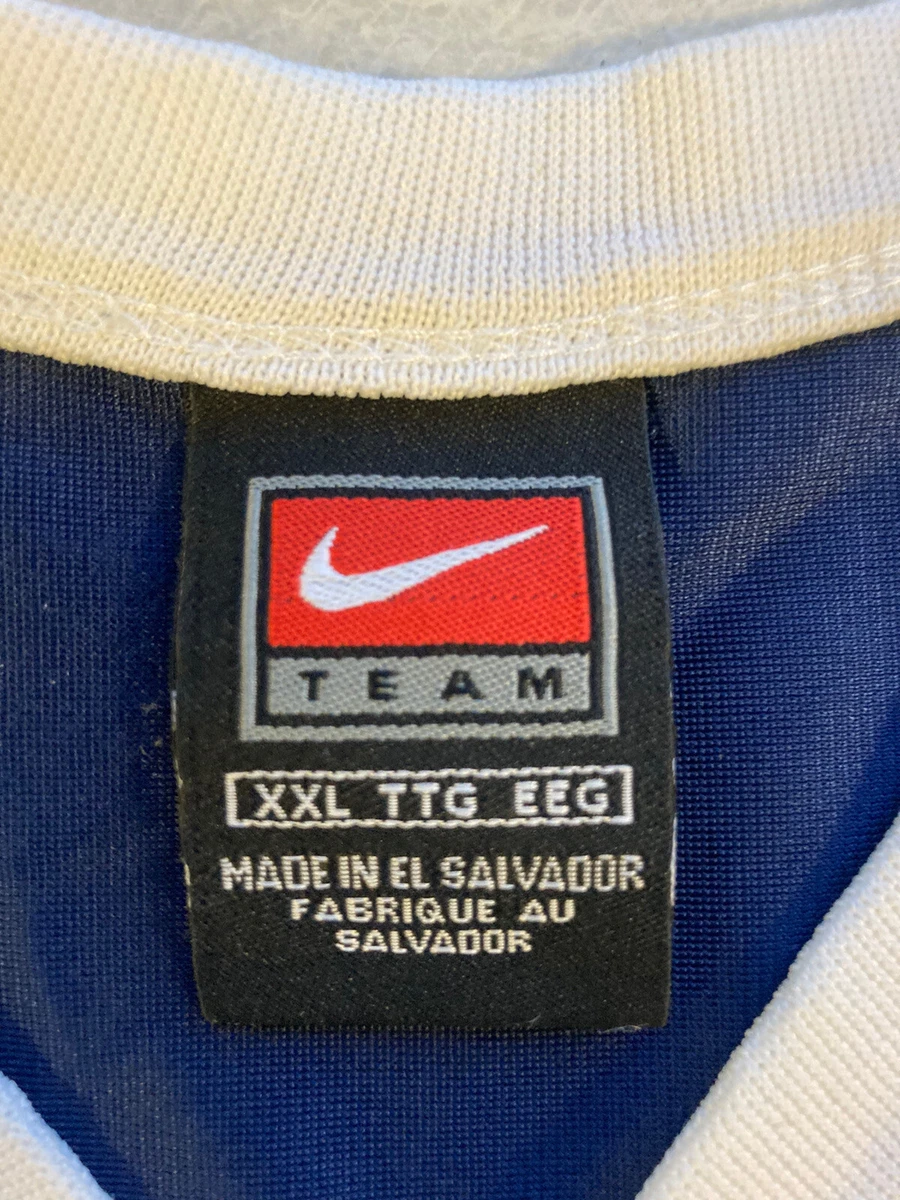 TEAM
XXL TTG EEG
MADE IN EL SALVADOR
FABRIQUE AU
SALVADOR